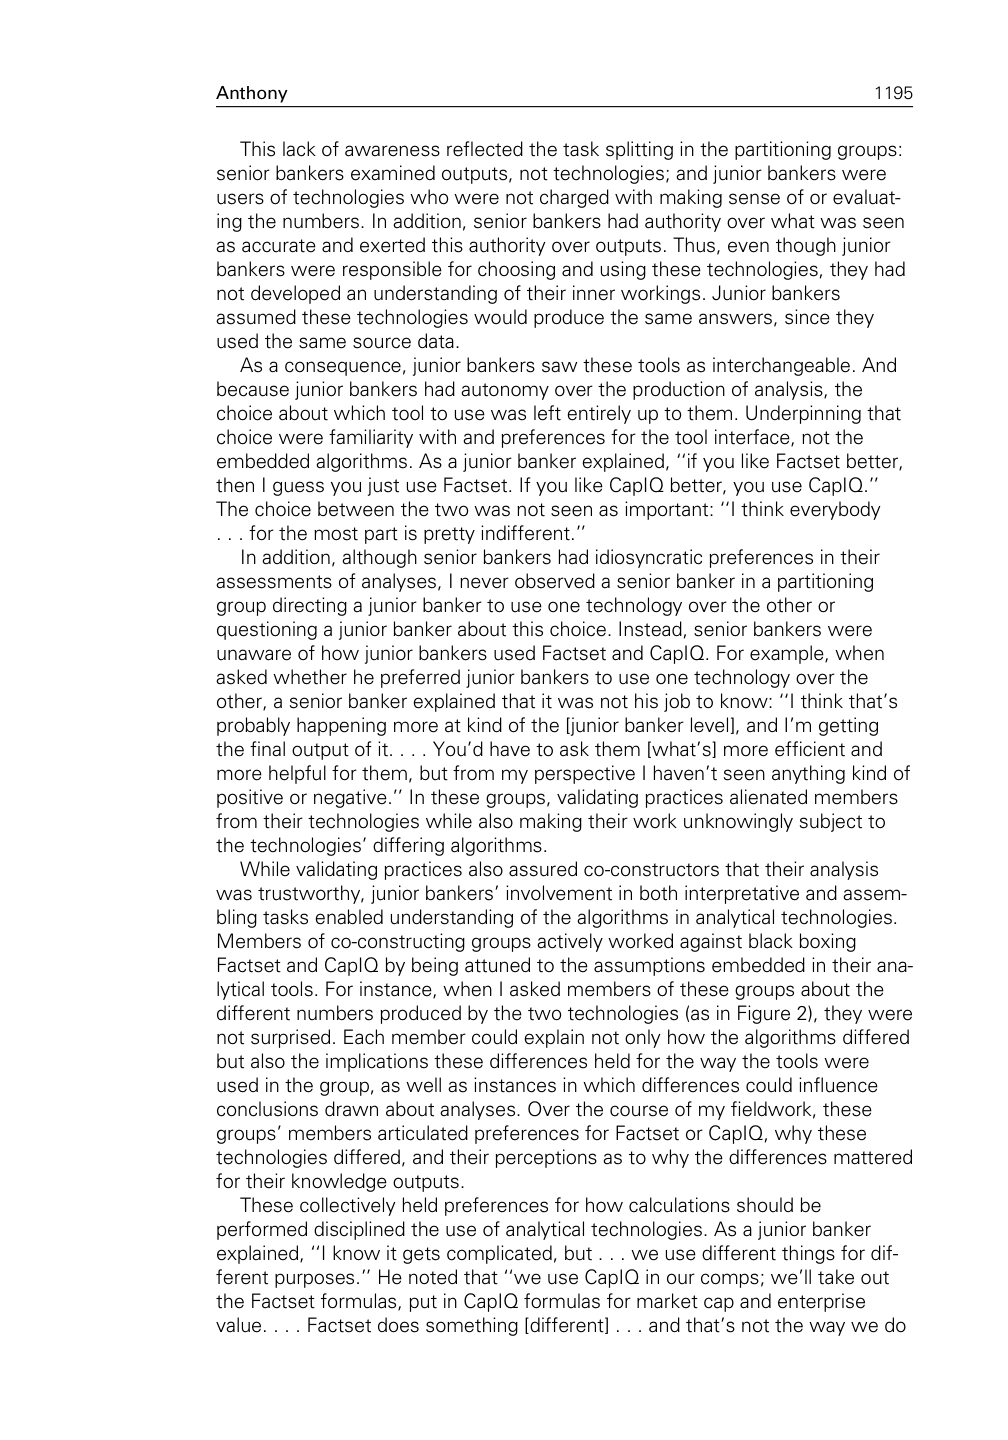 Anthony 1195
This lack of awareness reflected the task splitting in the partitioning groups:
senior bankers examined outputs, not technologies; and junior bankers were
users of technologies who were not charged with making sense of or evaluat-
ing the numbers. In addition, senior bankers had authority over what was seen
as accurate and exerted this authority over outputs. Thus, even though junior
bankers were responsible for choosing and using these technologies, they had
not developed an understanding of their inner workings. Junior bankers
assumed these technologies would produce the same answers, since they
used the same source data.
As a consequence, junior bankers saw these tools as interchangeable. And
because junior bankers had autonomy over the production of analysis, the
choice about which tool to use was left entirely up to them. Underpinning that
choice were familiarity with and preferences for the tool interface, not the
embedded algorithms. As a junior banker explained, ‘‘if you like Factset better,
then I guess you just use Factset. If you like CapIQ better, you use CapIQ.’’
The choice between the two was not seen as important: ‘‘I think everybody
. . . for the most part is pretty indifferent.’’
In addition, although senior bankers had idiosyncratic preferences in their
assessments of analyses, I never observed a senior banker in a partitioning
group directing a junior banker to use one technology over the other or
questioning a junior banker about this choice. Instead, senior bankers were
unaware of how junior bankers used Factset and CapIQ. For example, when
asked whether he preferred junior bankers to use one technology over the
other, a senior banker explained that it was not his job to know: ‘‘I think that’s
probably happening more at kind of the [junior banker level], and I’m getting
the final output of it. . . . You’d have to ask them [what’s] more efficient and
more helpful for them, but from my perspective I haven’t seen anything kind of
positive or negative.’’ In these groups, validating practices alienated members
from their technologies while also making their work unknowingly subject to
the technologies’ differing algorithms.
While validating practices also assured co-constructors that their analysis
was trustworthy, junior bankers’ involvement in both interpretative and assem-
bling tasks enabled understanding of the algorithms in analytical technologies.
Members of co-constructing groups actively worked against black boxing
Factset and CapIQ by being attuned to the assumptions embedded in their ana-
lytical tools. For instance, when I asked members of these groups about the
different numbers produced by the two technologies (as in Figure 2), they were
not surprised. Each member could explain not only how the algorithms differed
but also the implications these differences held for the way the tools were
used in the group, as well as instances in which differences could influence
conclusions drawn about analyses. Over the course of my fieldwork, these
groups’ members articulated preferences for Factset or CapIQ, why these
technologies differed, and their perceptions as to why the differences mattered
for their knowledge outputs.
These collectively held preferences for how calculations should be
performed disciplined the use of analytical technologies. As a junior banker
explained, ‘‘I know it gets complicated, but . . . we use different things for dif-
ferent purposes.’’ He noted that ‘‘we use CapIQ in our comps; we’ll take out
the Factset formulas, put in CapIQ formulas for market cap and enterprise
value. . . . Factset does something [different] . . . and that’s not the way we do